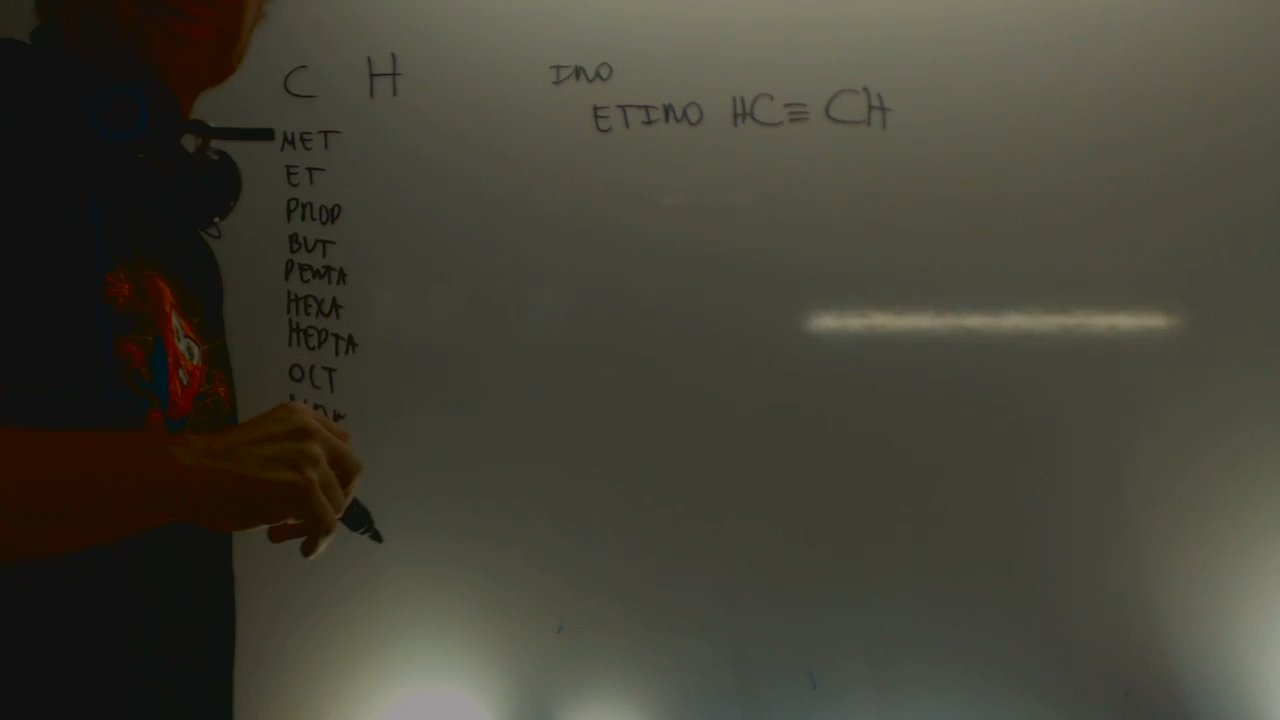 C H
INO
ETINO HC≡CH
MET
ET
PROP
BUT
PENTA
HEXA
HEPTA
OCT